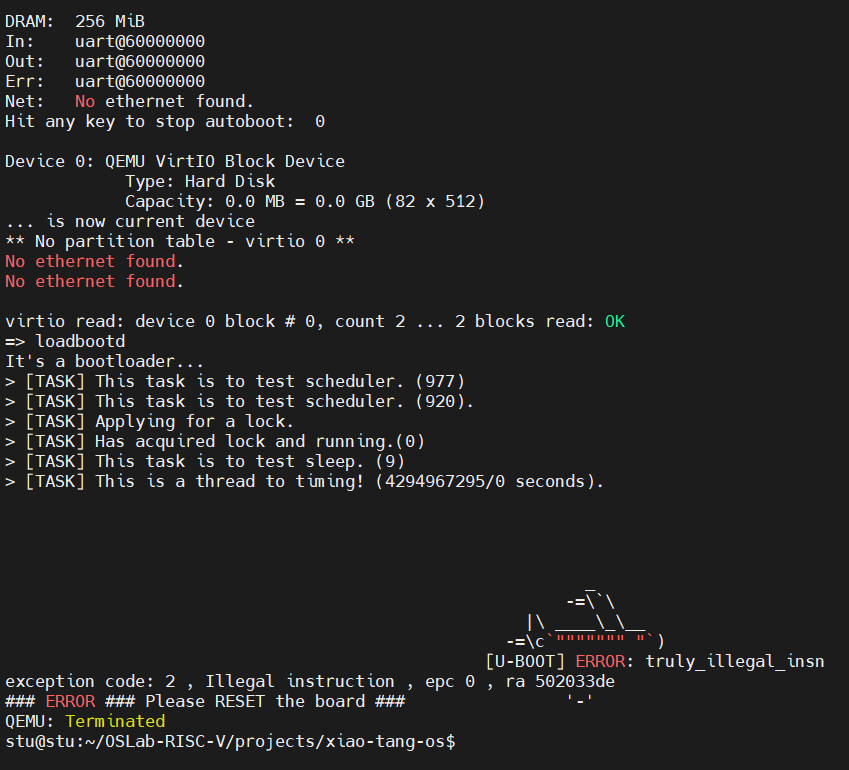 DRAM:  256 MiB
In:    uart@60000000
Out:   uart@60000000
Err:   uart@60000000
Net:   No ethernet found.
Hit any key to stop autoboot:  0
Device 0: QEMU VirtIO Block Device
            Type: Hard Disk
            Capacity: 0.0 MB = 0.0 GB (82 x 512)
... is now current device
** No partition table - virtio 0 **
No ethernet found.
No ethernet found.
virtio read: device 0 block # 0, count 2 ... 2 blocks read: OK
=> loadbootd
It's a bootloader...
> [TASK] This task is to test scheduler. (977)
> [TASK] This task is to test scheduler. (920).
> [TASK] Applying for a lock.
> [TASK] Has acquired lock and running.(0)
> [TASK] This task is to test sleep. (9)
> [TASK] This is a thread to timing! (4294967295/0 seconds).
                                                          _
                                                        -=\`\
                                                    |\ ____\_\__
                                                  -=\c`""""""" "`)
                                                [U-BOOT] ERROR: truly_illegal_insn
exception code: 2 , Illegal instruction , epc 0 , ra 502033de
### ERROR ### Please RESET the board ###                '-'
QEMU: Terminated
stu@stu:~/OSLab-RISC-V/projects/xiao-tang-os$